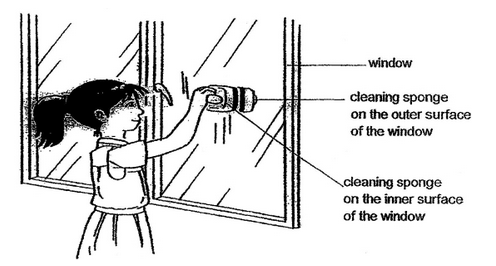 window
cleaning sponge
on the outer surface
of the window
cleaning sponge
on the inner surface
of the window